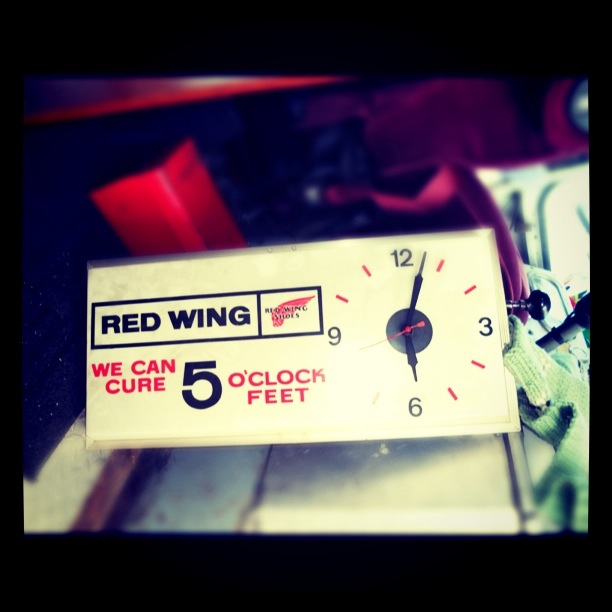 RED WING
RED WING
SHOES
WE CAN
CURE
5
O'CLOCK
FEET
12
3
6
9